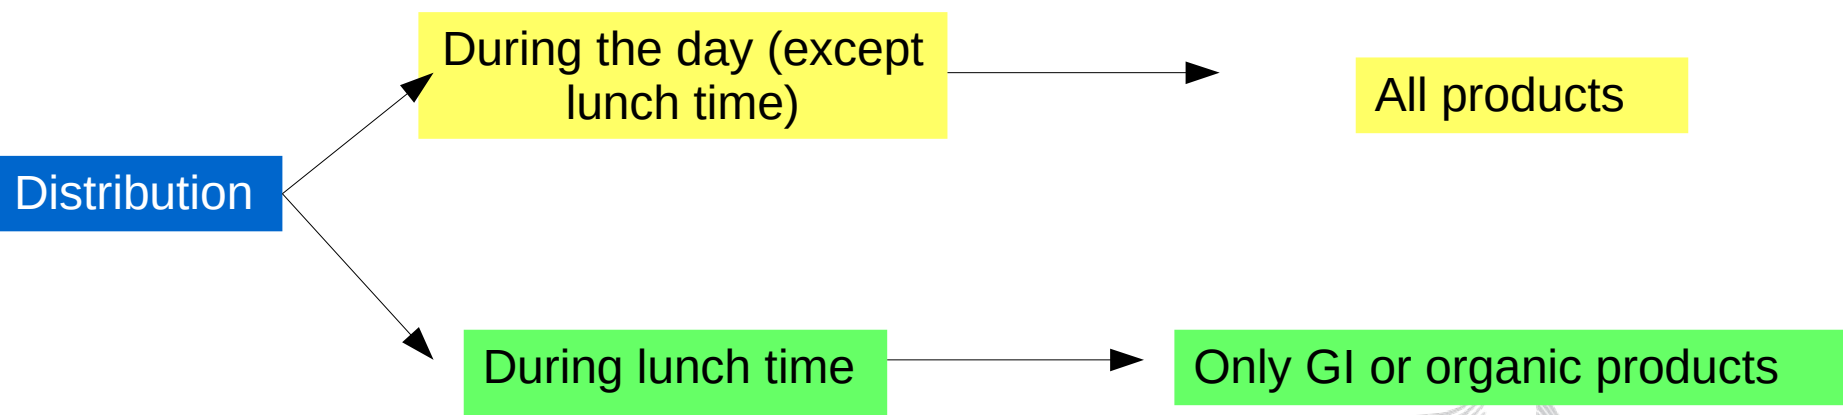 During the day (except
lunch time)
All products
Distribution
During lunch time
Only GI or organic products